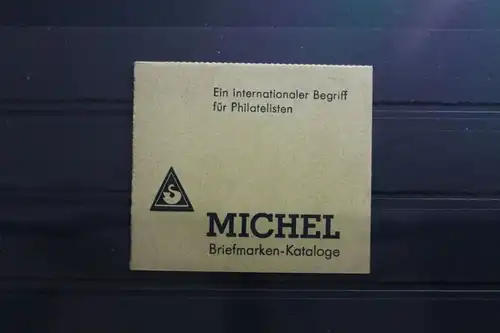 Ein internationaler Begriff
für Philatelisten
MICHEL
Briefmarken-Kataloge